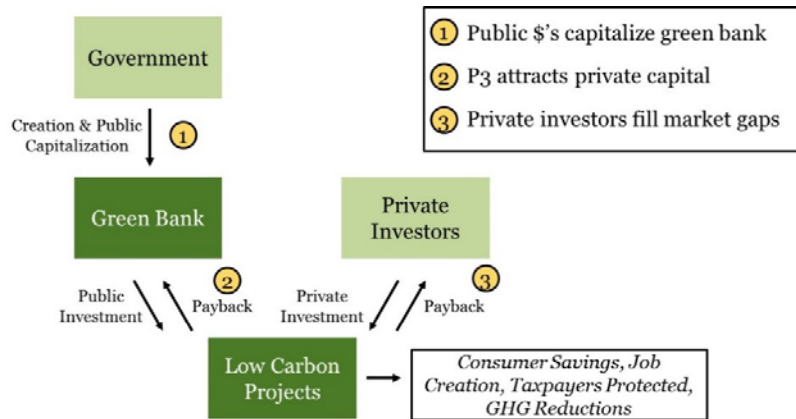 Government
1 Public $'s capitalize green bank
2 P3 attracts private capital
3 Private investors fill market gaps
Creation & Public
Capitalization
1
Green Bank
Private
Investors
Public
Investment
2
Payback
Private
Investment
3
Payback
Low Carbon
Projects
Consumer Savings, Job
Creation, Taxpayers Protected,
GHG Reductions